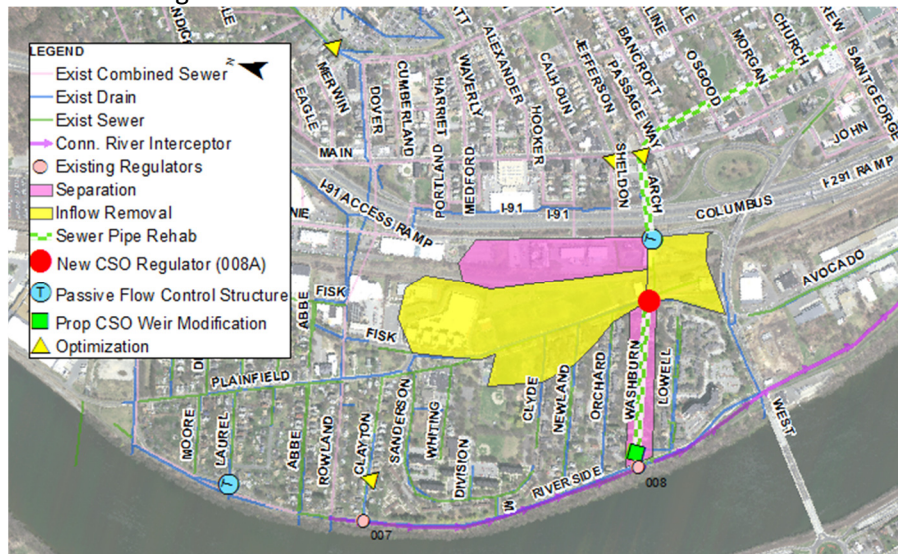 LEGEND
Exist Combined Sewer
N
Exist Drain
Exist Sewer
Conn. River Interceptor
Existing Regulators
Separation
Inflow Removal
Sewer Pipe Rehab
New CSO Regulator (008A)
T Passive Flow Control Structure
Prop CSO Weir Modification
Optimization
EAGLE
MERWIN
DOVER
CUMBERLAND
HARRIET
PORTLAND
WAVERLY
MEDFORD
ALEXANDER
CALHOUN
HOOKER
JEFFERSON
BANCROFT
PASSAGE WAY
SHELDON
OSGOOD
MORGAN
CHURCH
SAINT GEORGE
JOHN
MAIN
ARCH
I-91 ACCESS RAMP
I-91
I-91
COLUMBUS
I-291 RAMP
T
AVOCADO
ABBE
FISK
FISK
PLAINFIELD
MOORE
LAUREL
T
ABBE
ROWLAND
CLAYTON
SANDERSON
WHITING
DIVISION
CLYDE
NEWLAND
ORCHARD
WASHBURN
LOWELL
RIVERSIDE
WEST
007
008